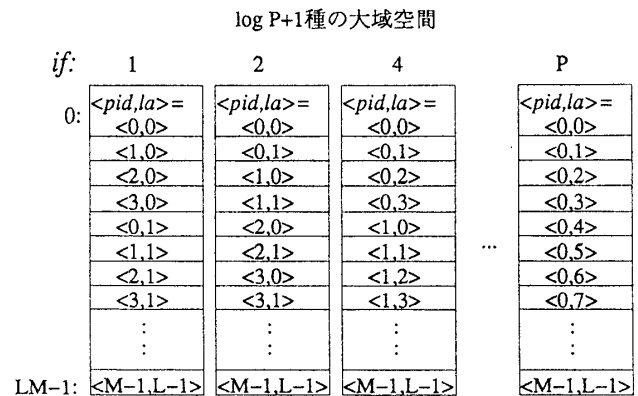 log P+1種の大域空間
if: 1 2 4 P
<pid,la>= <pid,la>= <pid,la>= <pid,la>=
0: <0,0> <0,0> <0,0> <0,0>
<1,0> <0,1> <0,1> <0,1>
<2,0> <1,0> <0,2> <0,2>
<3,0> <1,1> <0,3> <0,3>
<0,1> <2,0> <1,0> <0,4>
<1,1> <2,1> <1,1> ... <0,5>
<2,1> <3,0> <1,2> <0,6>
<3,1> <3,1> <1,3> <0,7>
⋮ ⋮ ⋮ ⋮
LM−1: <M−1,L−1> <M−1,L−1> <M−1,L−1> <M−1,L−1>